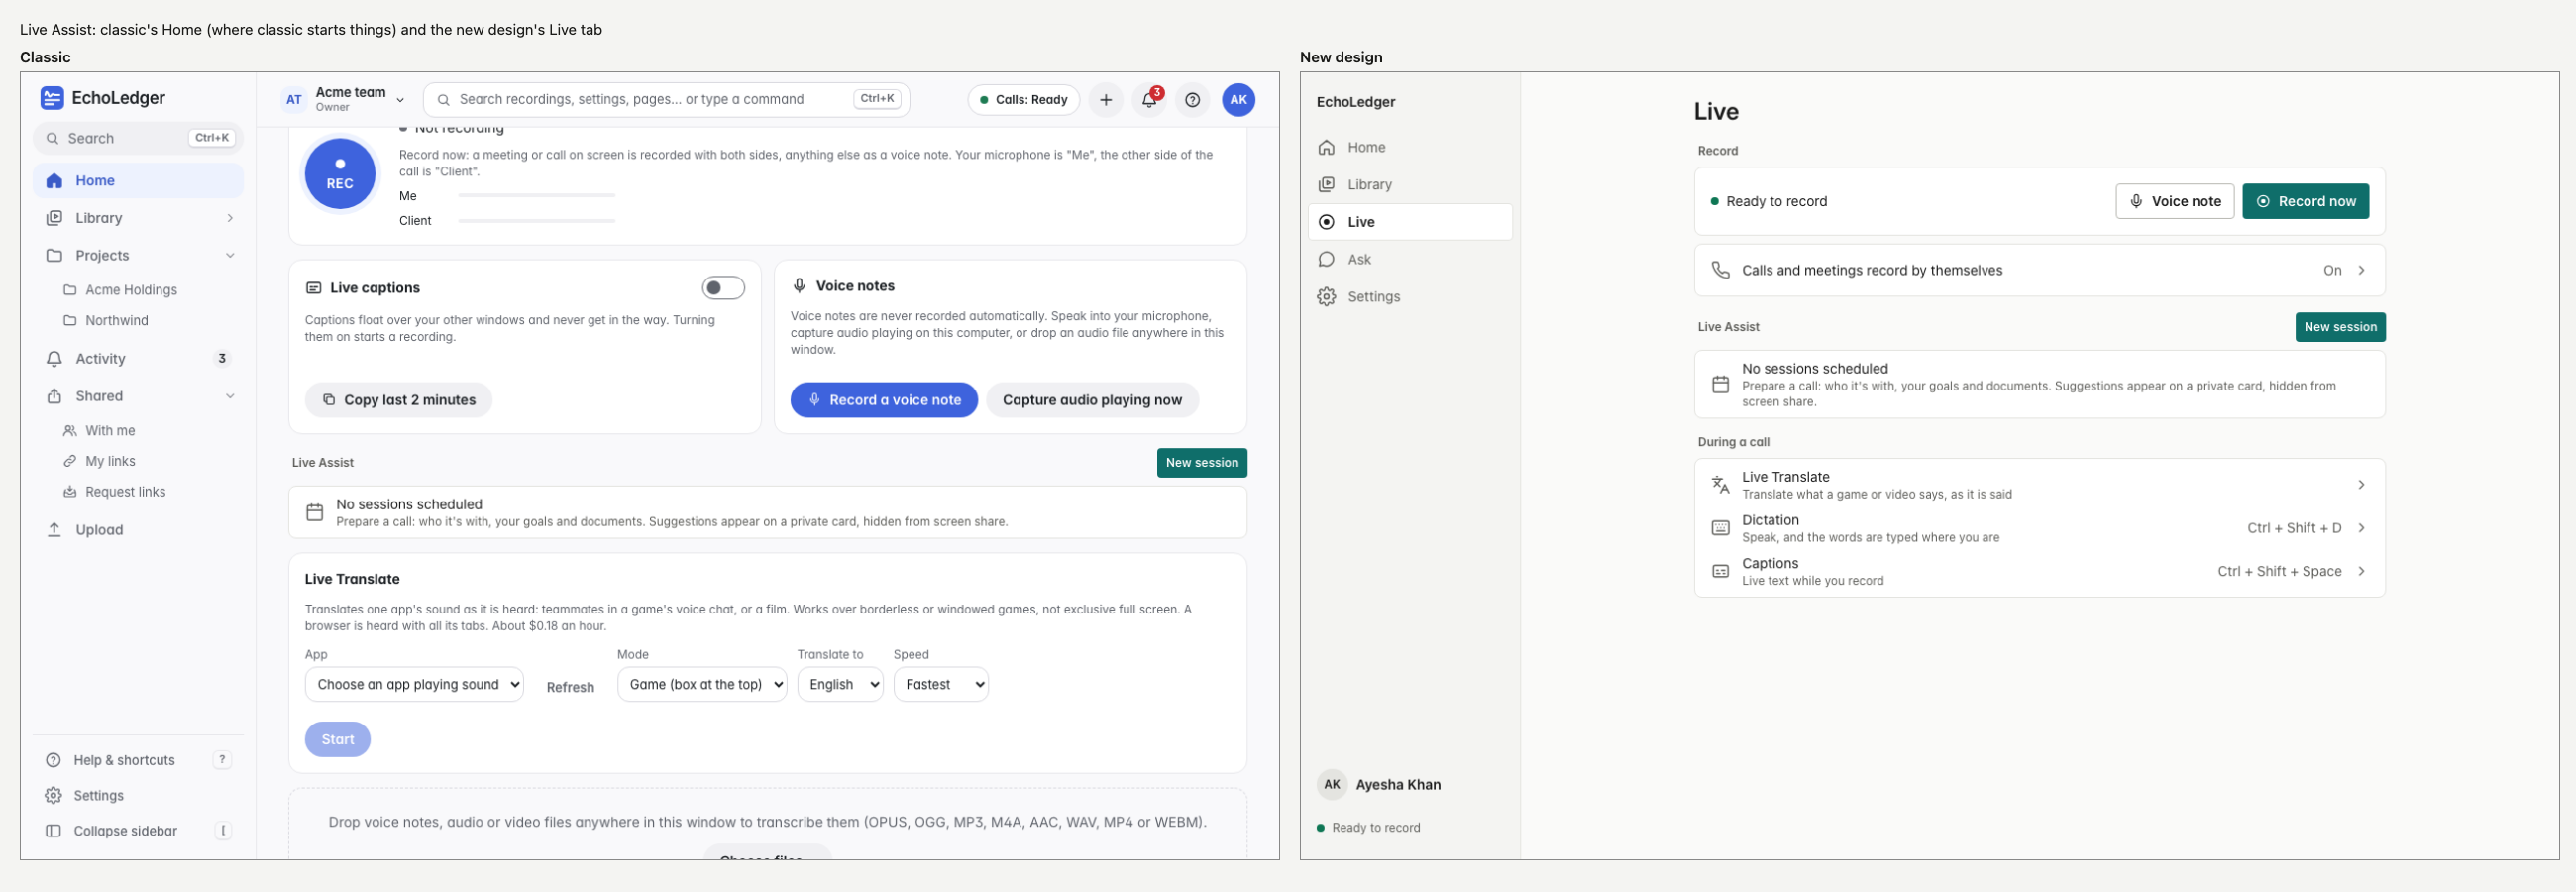 Live Assist: classic's Home (where classic starts things) and the new design's Live tab
Classic
EchoLedger
Search Ctrl+K
Home
Library
Projects
Acme Holdings
Northwind
Activity 3
Shared
With me
My links
Request links
Upload
Help & shortcuts ?
Settings
Collapse sidebar [
AT Acme team
Owner
Search recordings, settings, pages... or type a command Ctrl+K
Calls: Ready
3
AK
Not recording
REC
Record now: a meeting or call on screen is recorded with both sides, anything else as a voice note. Your microphone is "Me", the other side of the
call is "Client".
Me
Client
Live captions
Captions float over your other windows and never get in the way. Turning
them on starts a recording.
Copy last 2 minutes
Voice notes
Voice notes are never recorded automatically. Speak into your microphone,
capture audio playing on this computer, or drop an audio file anywhere in this
window.
Record a voice note Capture audio playing now
Live Assist New session
No sessions scheduled
Prepare a call: who it's with, your goals and documents. Suggestions appear on a private card, hidden from screen share.
Live Translate
Translates one app's sound as it is heard: teammates in a game's voice chat, or a film. Works over borderless or windowed games, not exclusive full screen. A
browser is heard with all its tabs. About $0.18 an hour.
App Mode Translate to Speed
Choose an app playing sound Refresh Game (box at the top) English Fastest
Start
Drop voice notes, audio or video files anywhere in this window to transcribe them (OPUS, OGG, MP3, M4A, AAC, WAV, MP4 or WEBM).
Choose files
New design
EchoLedger
Home
Library
Live
Ask
Settings
AK Ayesha Khan
Ready to record
Live
Record
Ready to record Voice note Record now
Calls and meetings record by themselves On
Live Assist New session
No sessions scheduled
Prepare a call: who it's with, your goals and documents. Suggestions appear on a private card, hidden from
screen share.
During a call
Live Translate
Translate what a game or video says, as it is said
Dictation Ctrl + Shift + D
Speak, and the words are typed where you are
Captions Ctrl + Shift + Space
Live text while you record